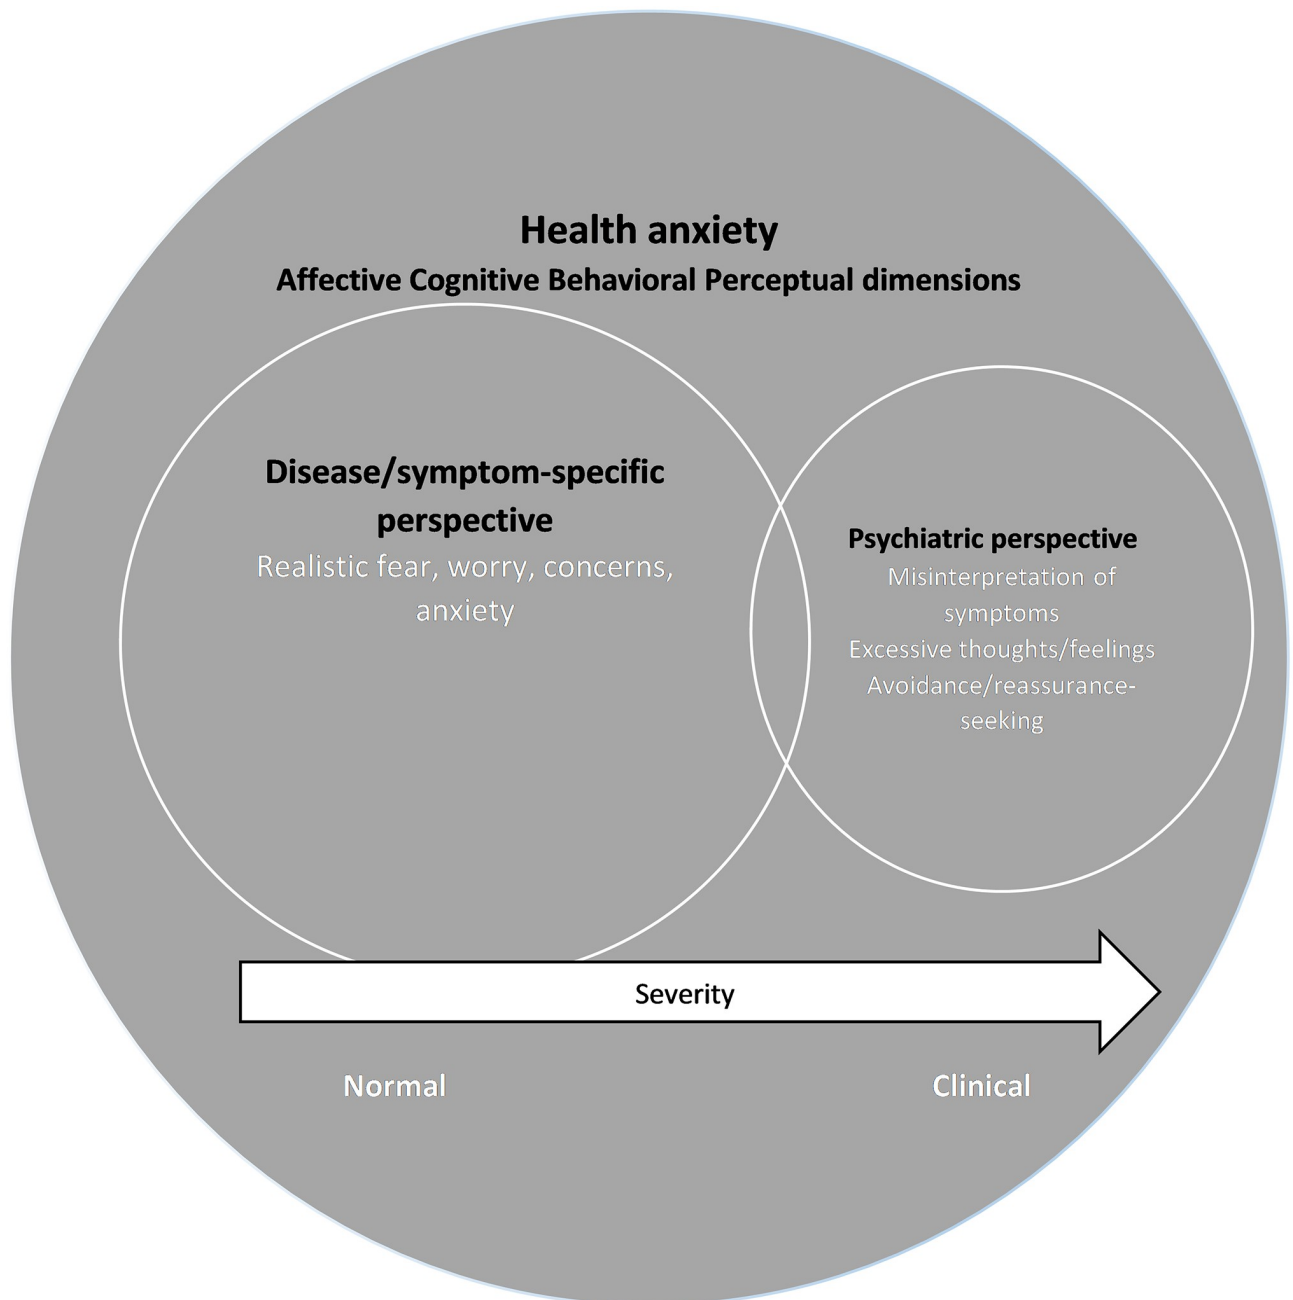 Health anxiety
Affective Cognitive Behavioral Perceptual dimensions
Disease/symptom-specific
perspective
Realistic fear, worry, concerns,
anxiety
Psychiatric perspective
Misinterpretation of
symptoms
Excessive thoughts/feelings
Avoidance/reassurance-
seeking
Severity
Normal
Clinical